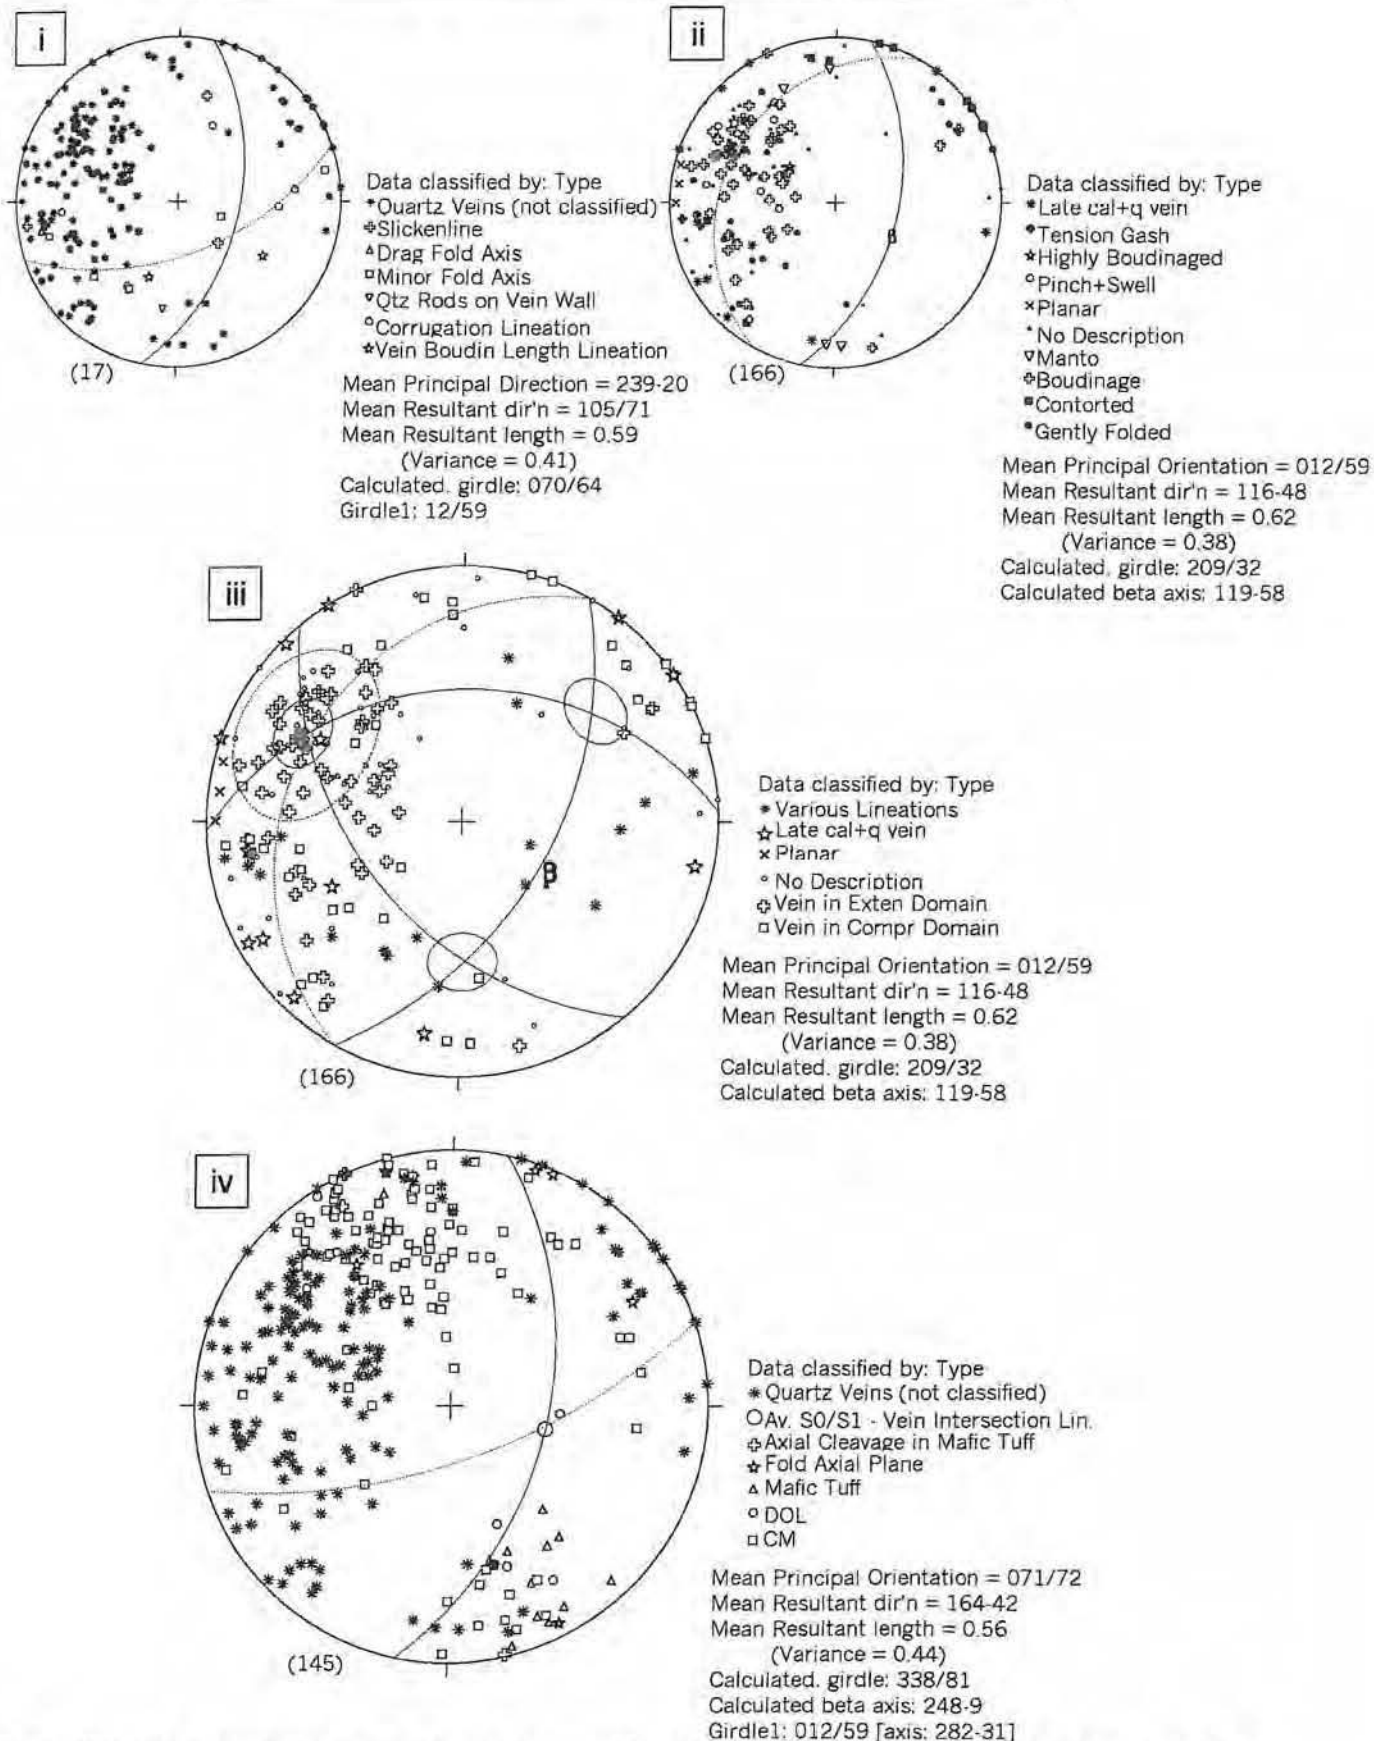 i
Data classified by: Type
* Quartz Veins (not classified)
Slickenline
Drag Fold Axis
Minor Fold Axis
Qtz Rods on Vein Wall
Corrugation Lineation
Vein Boudin Length Lineation
(17)
Mean Principal Direction = 239-20
Mean Resultant dir'n = 105/71
Mean Resultant length = 0.59
(Variance = 0.41)
Calculated. girdle: 070/64
Girdle1: 12/59
ii
β
Data classified by: Type
* Late cal+q vein
Tension Gash
Highly Boudinaged
Pinch+Swell
× Planar
No Description
Manto
Boudinage
Contorted
Gently Folded
(166)
Mean Principal Orientation = 012/59
Mean Resultant dir'n = 116-48
Mean Resultant length = 0.62
(Variance = 0.38)
Calculated. girdle: 209/32
Calculated beta axis: 119-58
iii
β
Data classified by: Type
* Various Lineations
Late cal+q vein
× Planar
No Description
Vein in Exten Domain
Vein in Compr Domain
(166)
Mean Principal Orientation = 012/59
Mean Resultant dir'n = 116-48
Mean Resultant length = 0.62
(Variance = 0.38)
Calculated. girdle: 209/32
Calculated beta axis: 119-58
iv
Data classified by: Type
* Quartz Veins (not classified)
Av. S0/S1 - Vein Intersection Lin.
Axial Cleavage in Mafic Tuff
Fold Axial Plane
Mafic Tuff
DOL
CM
(145)
Mean Principal Orientation = 071/72
Mean Resultant dir'n = 164-42
Mean Resultant length = 0.56
(Variance = 0.44)
Calculated. girdle: 338/81
Calculated beta axis: 248-9
Girdle1: 012/59 [axis: 282-31]